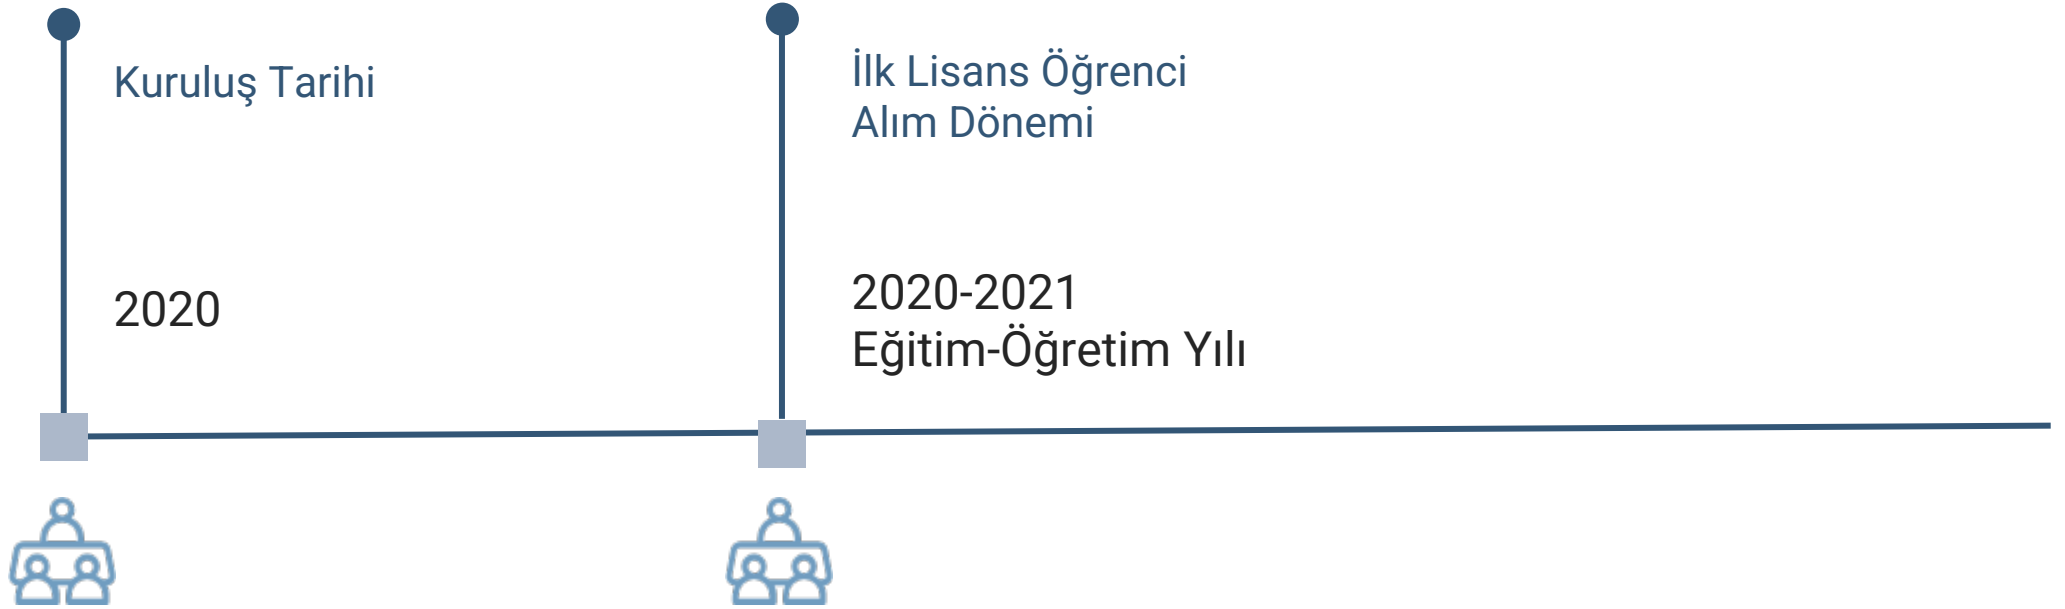 Kuruluş Tarihi
2020
İlk Lisans Öğrenci
Alım Dönemi
2020-2021
Eğitim-Öğretim Yılı